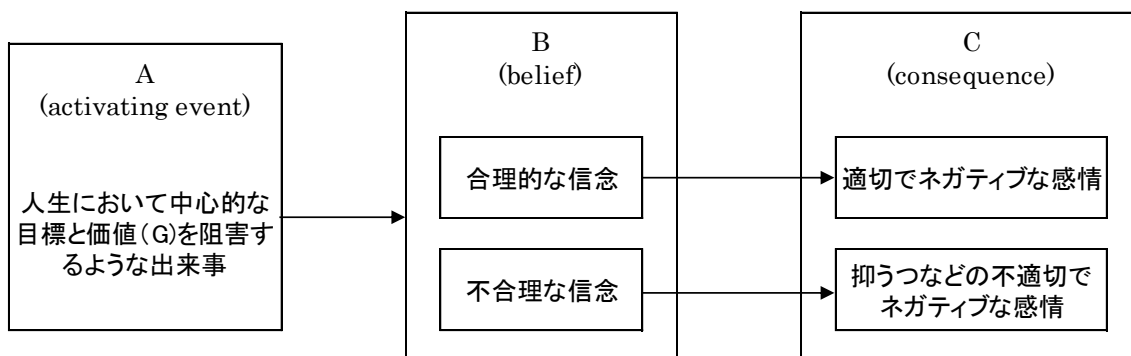 A
(activating event)
人生において中心的な
目標と価値(G)を阻害す
るような出来事
B
(belief)
合理的な信念
不合理な信念
C
(consequence)
適切でネガティブな感情
抑うつなどの不適切で
ネガティブな感情